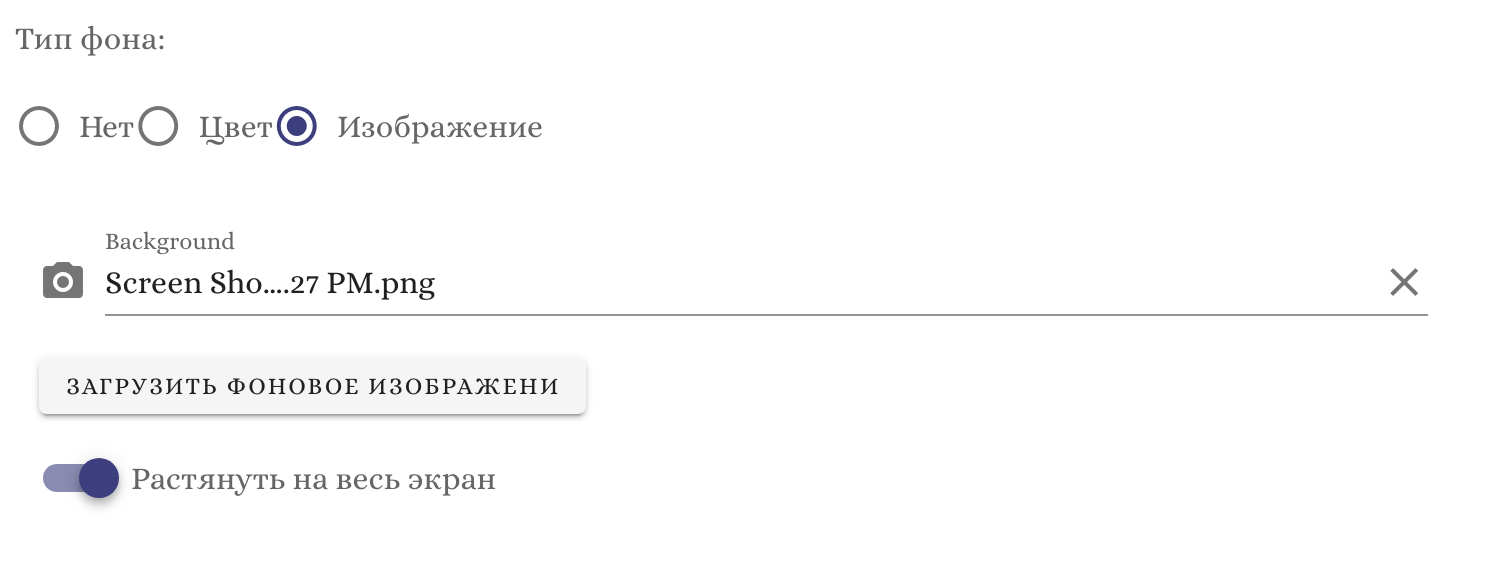 Тип фона:
Нет Цвет Изображение
Background
Screen Sho....27 PM.png
ЗАГРУЗИТЬ ФОНОВОЕ ИЗОБРАЖЕНИ
Растянуть на весь экран